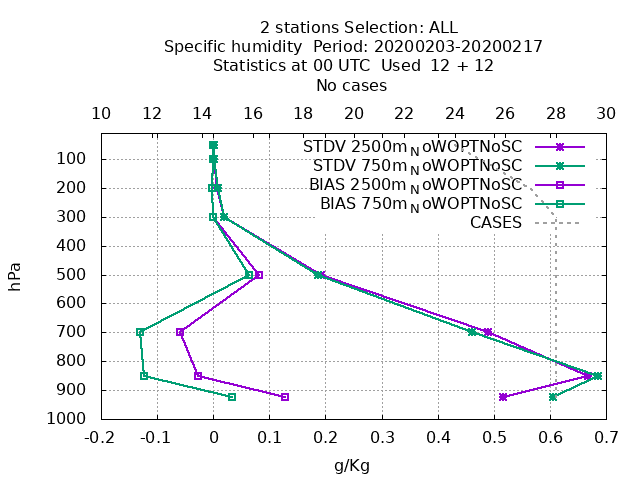 2 stations Selection: ALL
Specific humidity  Period: 20200203-20200217
Statistics at 00 UTC  Used  12 + 12
No cases
10 12 14 16 18 20 22 24 26 28 30
STDV 2500m_NoWOPTNoSC
STDV 750m_NoWOPTNoSC
BIAS 2500m_NoWOPTNoSC
BIAS 750m_NoWOPTNoSC
CASES
100
200
300
400
500
600
700
800
900
1000
hPa
-0.2 -0.1 0 0.1 0.2 0.3 0.4 0.5 0.6 0.7
g/Kg